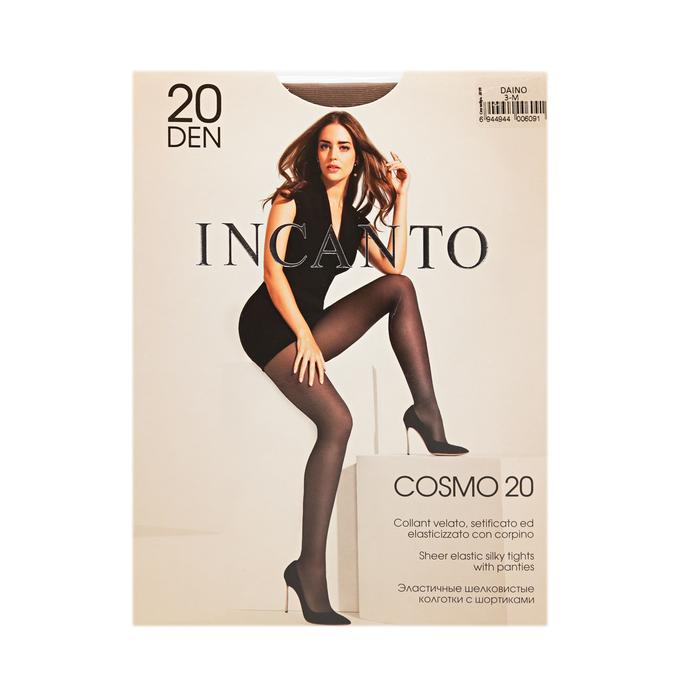 20
DEN
DAINO
3-M
6 944944 006091
INCANTO
COSMO 20
Collant velato, setificato ed
elasticizzato con corpino
Sheer elastic silky tights
with panties
Эластичные шелковистые
колготки с шортиками